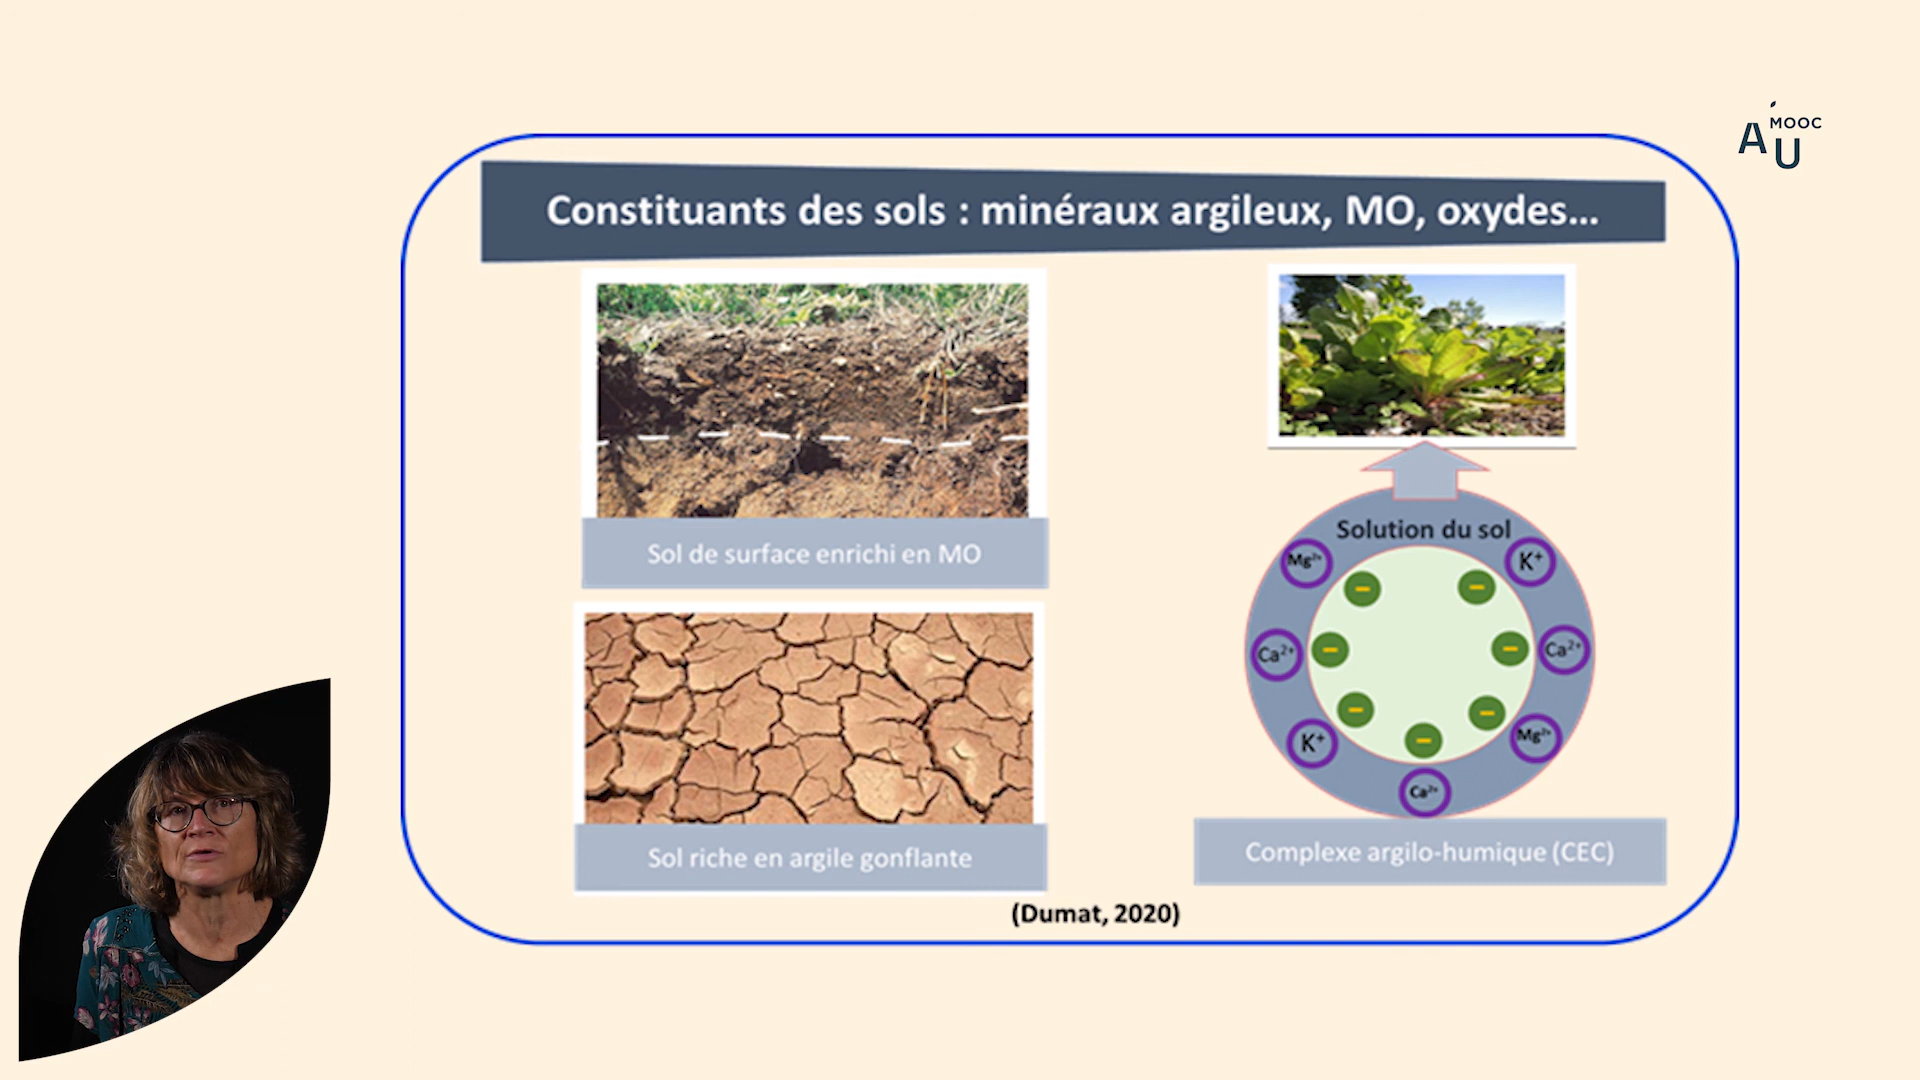 MOOC
AU
Constituants des sols : minéraux argileux, MO, oxydes...
Sol de surface enrichi en MO
Sol riche en argile gonflante
Solution du sol
Mg²⁺
K⁺
Ca²⁺
Ca²⁺
K⁺
Mg²⁺
Ca²⁺
Complexe argilo-humique (CEC)
(Dumat, 2020)